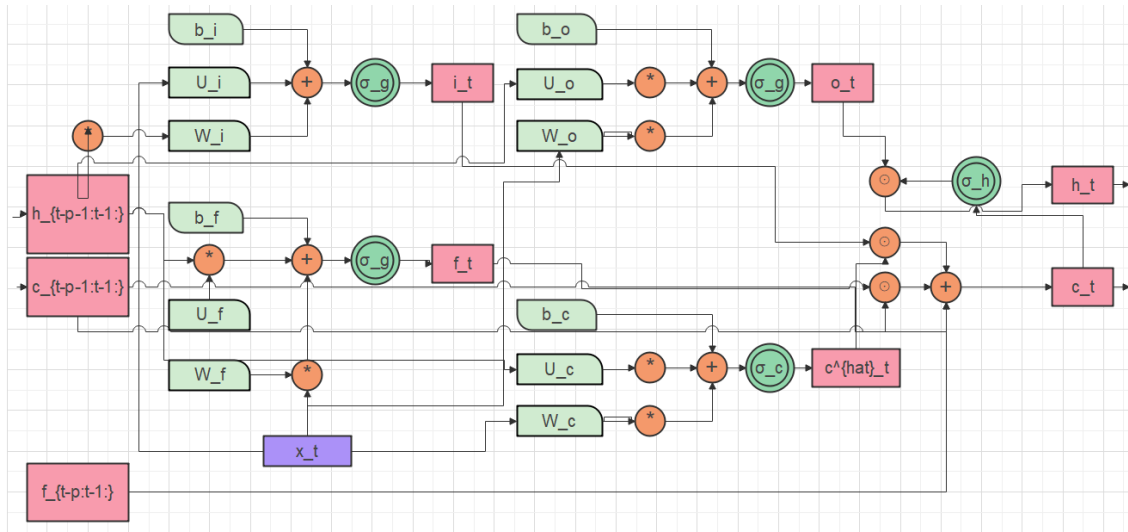 b_i
b_o
U_i
+
σ_g
i_t
U_o
*
+
σ_g
o_t
*
W_i
W_o
*
h_{t-p-1:t-1:}
⊙
σ_h
h_t
b_f
⊙
*
+
σ_g
f_t
c_{t-p-1:t-1:}
⊙
+
c_t
U_f
b_c
W_f
*
U_c
*
+
σ_c
c^{hat}_t
W_c
*
x_t
f_{t-p:t-1:}